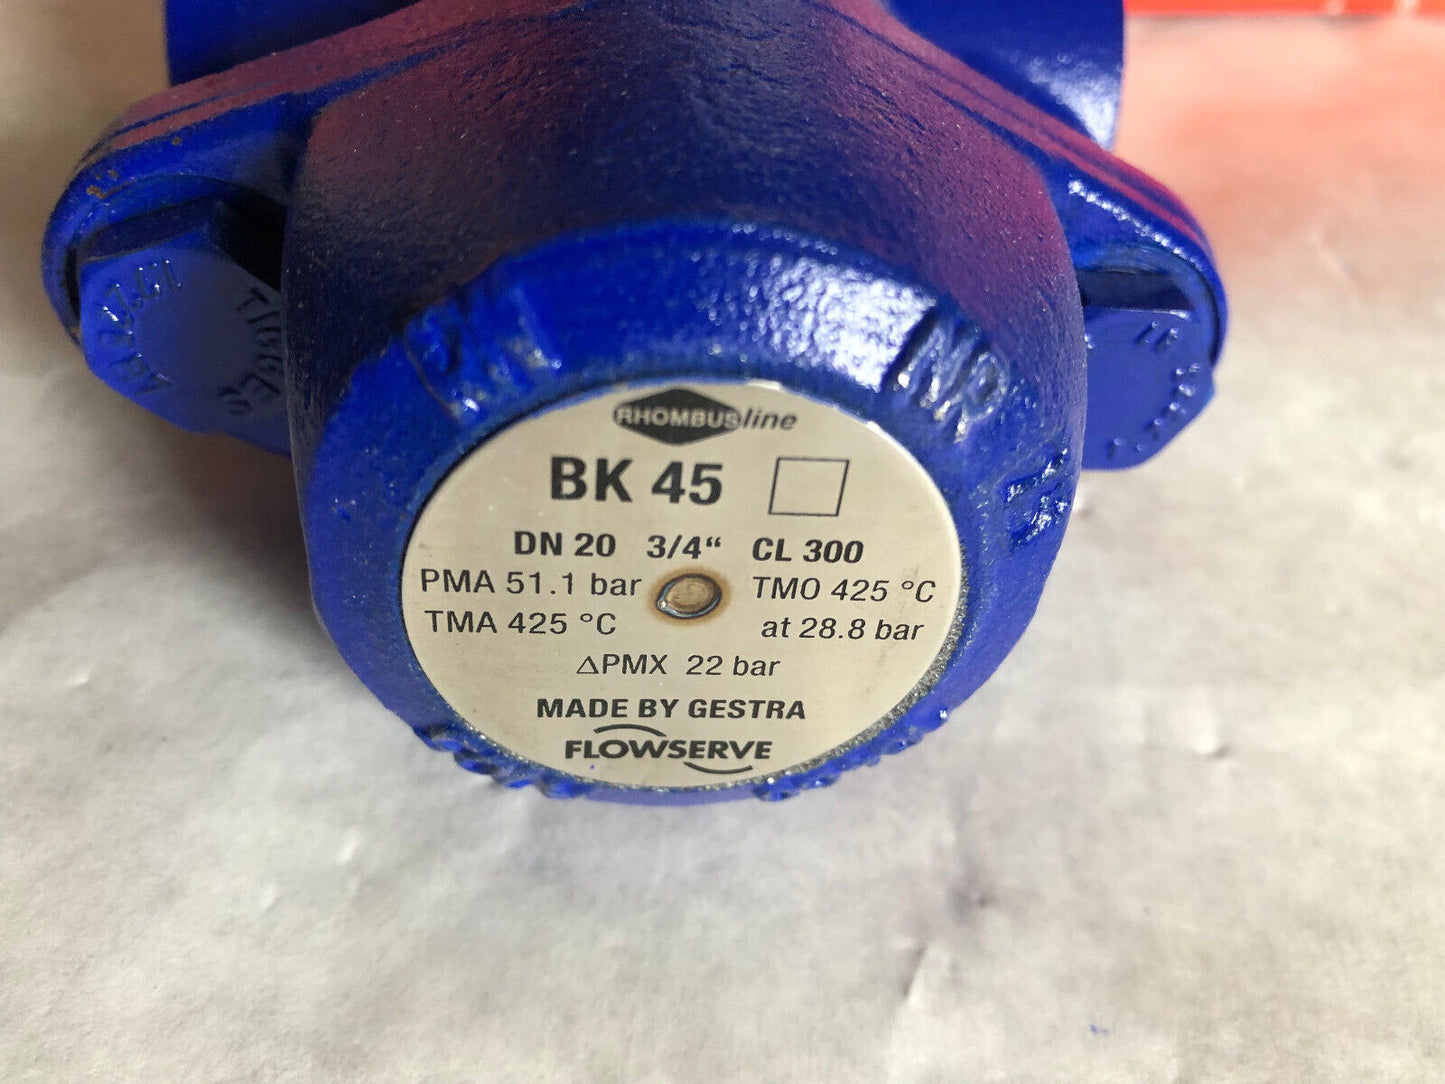 RHOMBUSline
BK 45
DN 20 3/4“ CL 300
PMA 51.1 bar TMO 425 °C
TMA 425 °C at 28.8 bar
ΔPMX 22 bar
MADE BY GESTRA
FLOWSERVE